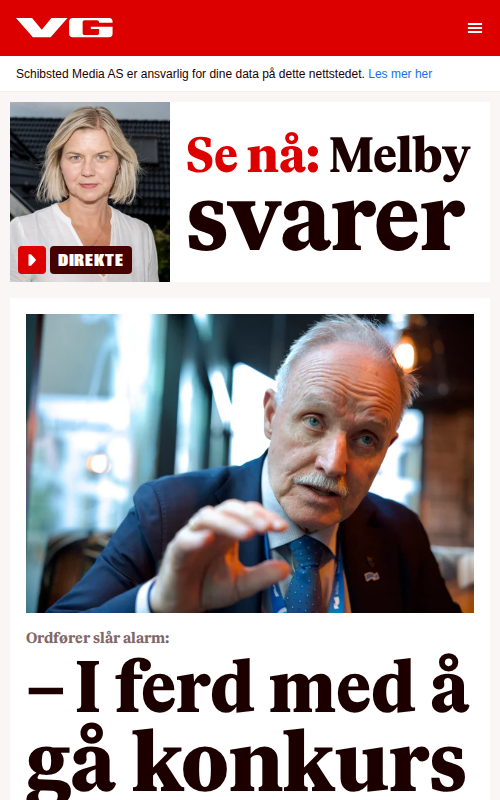 VG
Schibsted Media AS er ansvarlig for dine data på dette nettstedet. Les mer her
Se nå: Melby
svarer
DIREKTE
Ordfører slår alarm:
– I ferd med å
gå konkurs